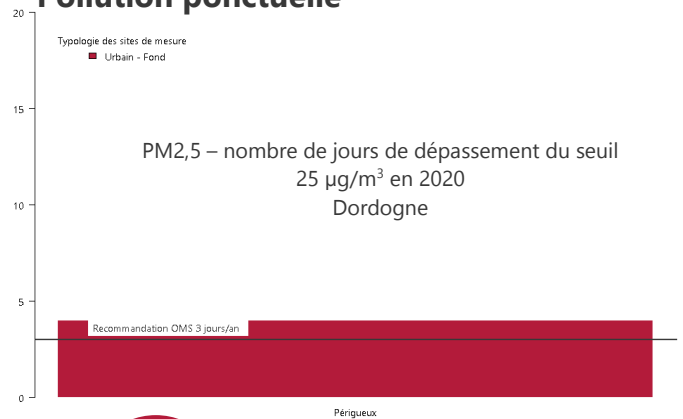 Pollution ponctuelle
20
Typologie des sites de mesure
Urbain - Fond
15
PM2,5 – nombre de jours de dépassement du seuil
25 µg/m³ en 2020
Dordogne
10
5
Recommandation OMS 3 jours/an
0
Périgueux